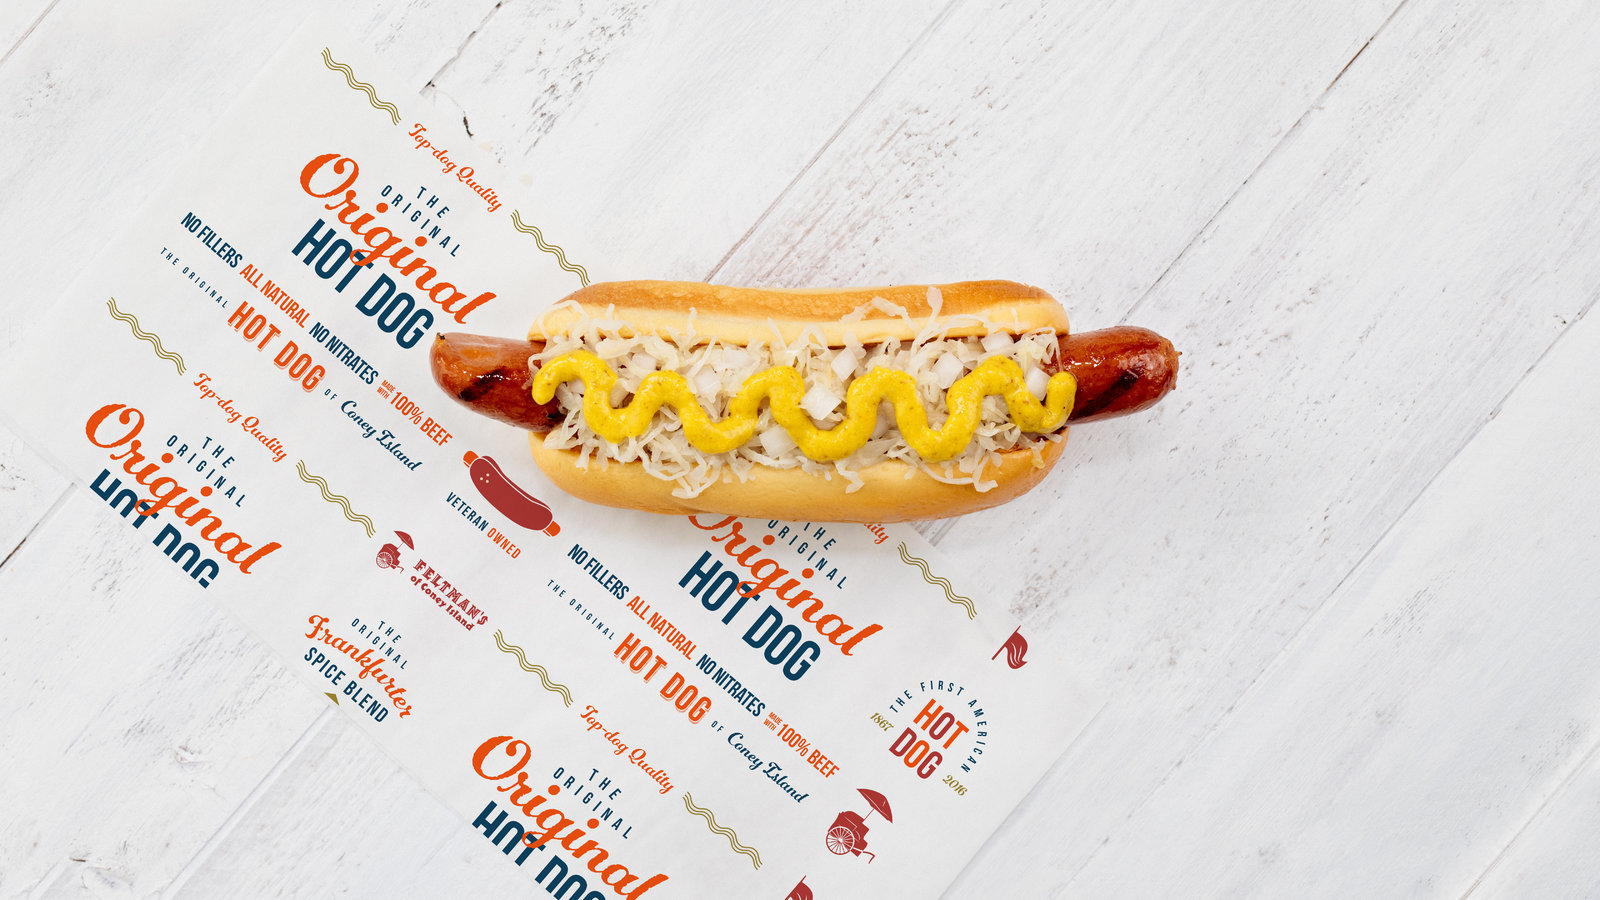 Top-dog Quality
THE
ORIGINAL
Original
HOT DOG
NO FILLERS ALL NATURAL NO NITRATES MADE WITH 100% BEEF
THE ORIGINAL HOT DOG OF Coney Island
Top-dog Quality
THE
ORIGINAL
Original
HOT DOG
VETERAN OWNED
FELTMAN'S
of Coney Island
THE
ORIGINAL
Frankfurter
SPICE BLEND
THE
ORIGINAL
Original
HOT DOG
NO FILLERS ALL NATURAL NO NITRATES MADE WITH 100% BEEF
THE ORIGINAL HOT DOG OF Coney Island
Top-dog Quality
THE
ORIGINAL
Original
HOT DOG
THE FIRST AMERICAN
1867
HOT
DOG
2016